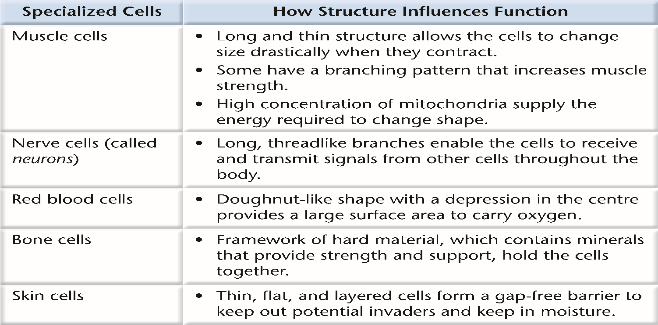 Specialized Cells
How Structure Influences Function
Muscle cells
• Long and thin structure allows the cells to change
size drastically when they contract.
• Some have a branching pattern that increases muscle
strength.
• High concentration of mitochondria supply the
energy required to change shape.
Nerve cells (called
neurons)
• Long, threadlike branches enable the cells to receive
and transmit signals from other cells throughout the
body.
Red blood cells
• Doughnut-like shape with a depression in the centre
provides a large surface area to carry oxygen.
Bone cells
• Framework of hard material, which contains minerals
that provide strength and support, hold the cells
together.
Skin cells
• Thin, flat, and layered cells form a gap-free barrier to
keep out potential invaders and keep in moisture.